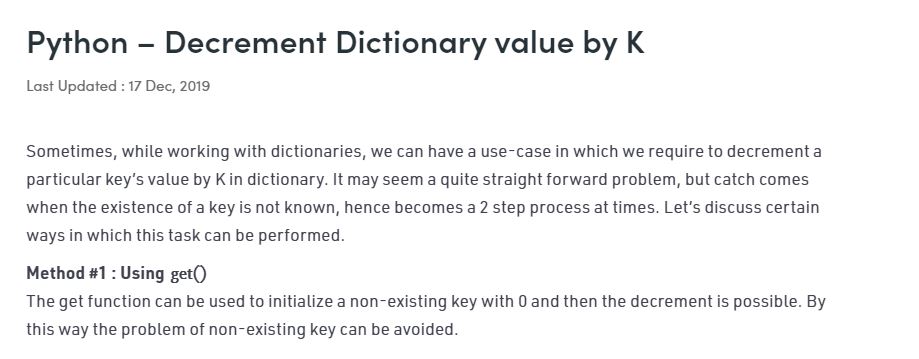 Python – Decrement Dictionary value by K
Last Updated : 17 Dec, 2019
Sometimes, while working with dictionaries, we can have a use-case in which we require to decrement a
particular key’s value by K in dictionary. It may seem a quite straight forward problem, but catch comes
when the existence of a key is not known, hence becomes a 2 step process at times. Let’s discuss certain
ways in which this task can be performed.
Method #1 : Using get()
The get function can be used to initialize a non-existing key with 0 and then the decrement is possible. By
this way the problem of non-existing key can be avoided.